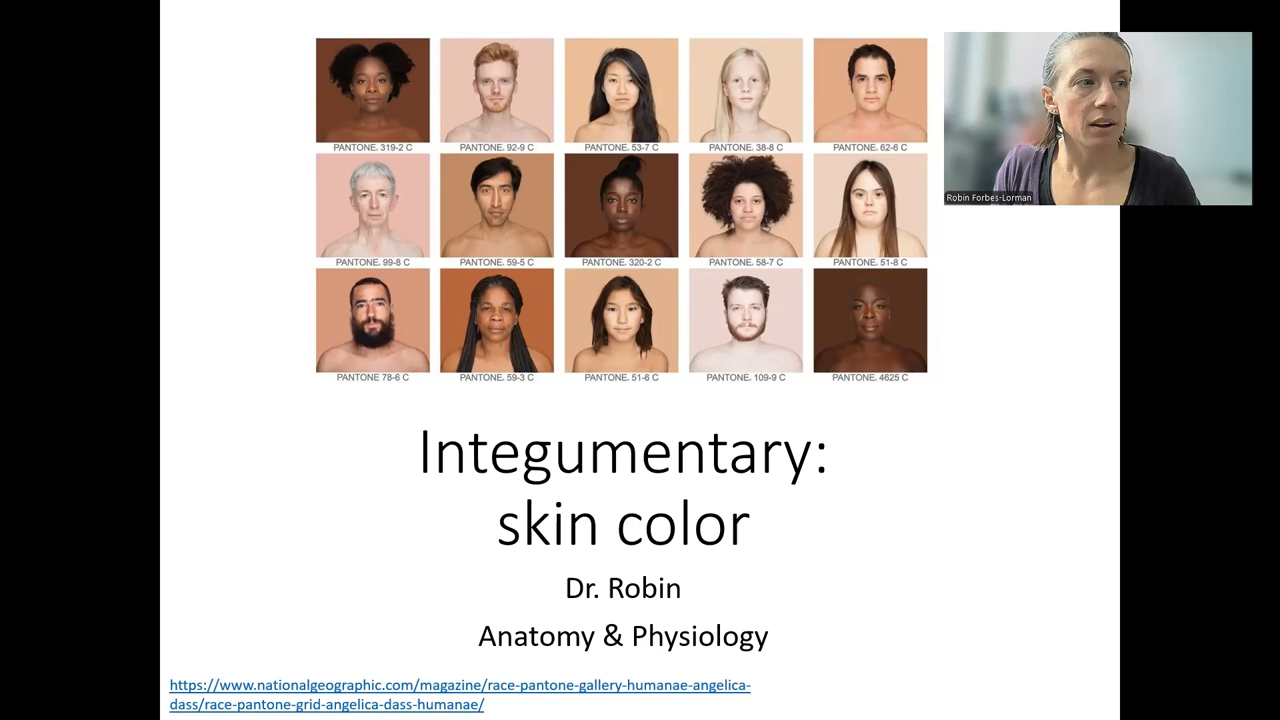 PANTONE. 319-2 C
PANTONE. 92-9 C
PANTONE. 53-7 C
PANTONE. 38-8 C
PANTONE. 62-6 C
Robin Forbes-Lorman
PANTONE. 99-8 C
PANTONE. 59-5 C
PANTONE. 320-2 C
PANTONE. 58-7 C
PANTONE. 51-8 C
PANTONE 78-6 C
PANTONE. 59-3 C
PANTONE. 51-6 C
PANTONE. 109-9 C
PANTONE. 4625 C
Integumentary:
skin color
Dr. Robin
Anatomy & Physiology
https://www.nationalgeographic.com/magazine/race-pantone-gallery-humanae-angelica-
dass/race-pantone-grid-angelica-dass-humanae/